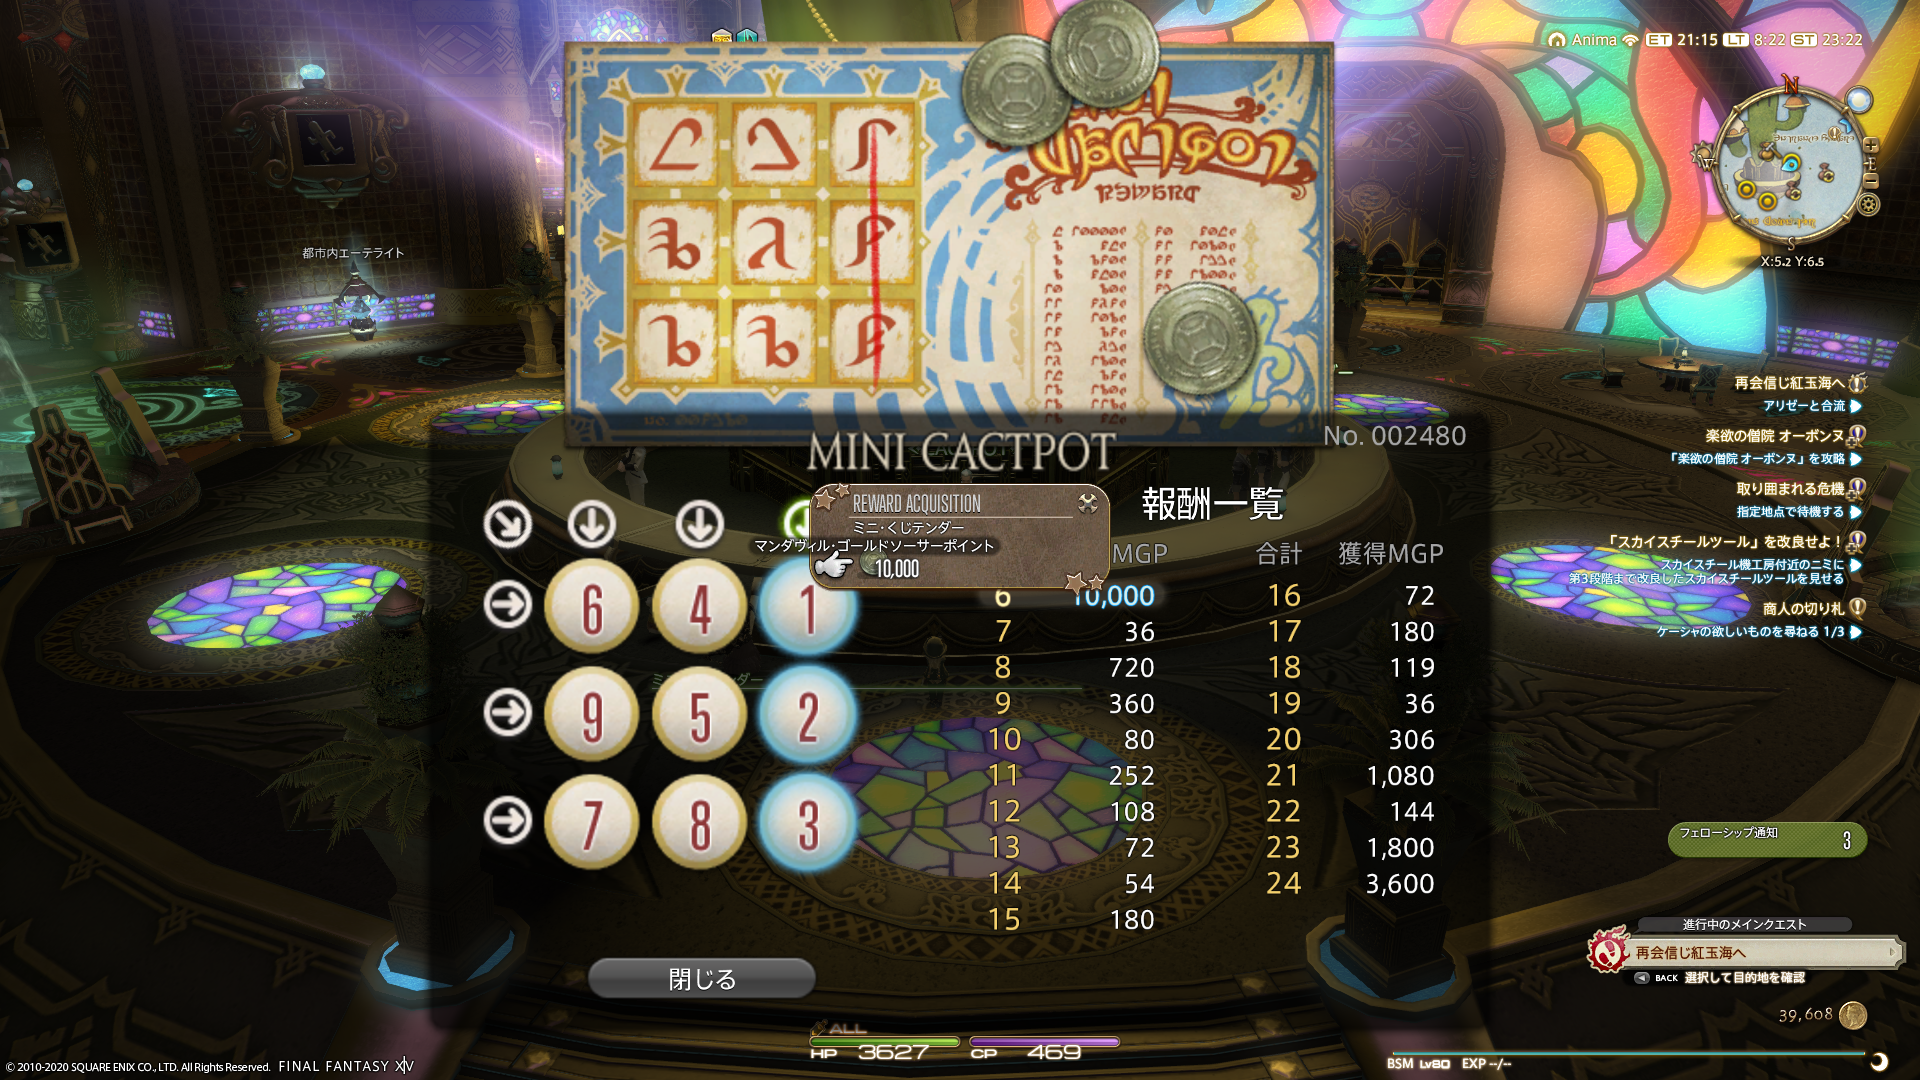 Anima ET 21:15 LT 8:22 ST 23:22
N
W
E
S
X:5.2 Y:6.5
都市内エーテライト
No. 002480
MINI CACTPOT
REWARD ACQUISITION
ミニ・くじテンダー
マンダヴィル・ゴールドソーサーポイント
10,000
報酬一覧
MGP 合計 獲得MGP
6 10,000 16 72
7 36 17 180
8 720 18 119
9 360 19 36
10 80 20 306
11 252 21 1,080
12 108 22 144
13 72 23 1,800
14 54 24 3,600
15 180
6 4 1
9 5 2
7 8 3
閉じる
再会信じ紅玉海へ
アリゼーと合流
楽欲の僧院 オーボンヌ
「楽欲の僧院 オーボンヌ」を攻略
取り囲まれる危機
指定地点で待機する
「スカイスチールツール」を改良せよ！
スカイスチール機工房付近のニミに
第3段階まで改良したスカイスチールツールを見せる
商人の切り札
ケーシャの欲しいものを尋ねる 1/3
フェローシップ通知 3
進行中のメインクエスト
再会信じ紅玉海へ
BACK 選択して目的地を確認
39,608
ALL
HP 3627 CP 469
BSM Lv80 EXP --/--
© 2010-2020 SQUARE ENIX CO., LTD. All Rights Reserved. FINAL FANTASY XIV